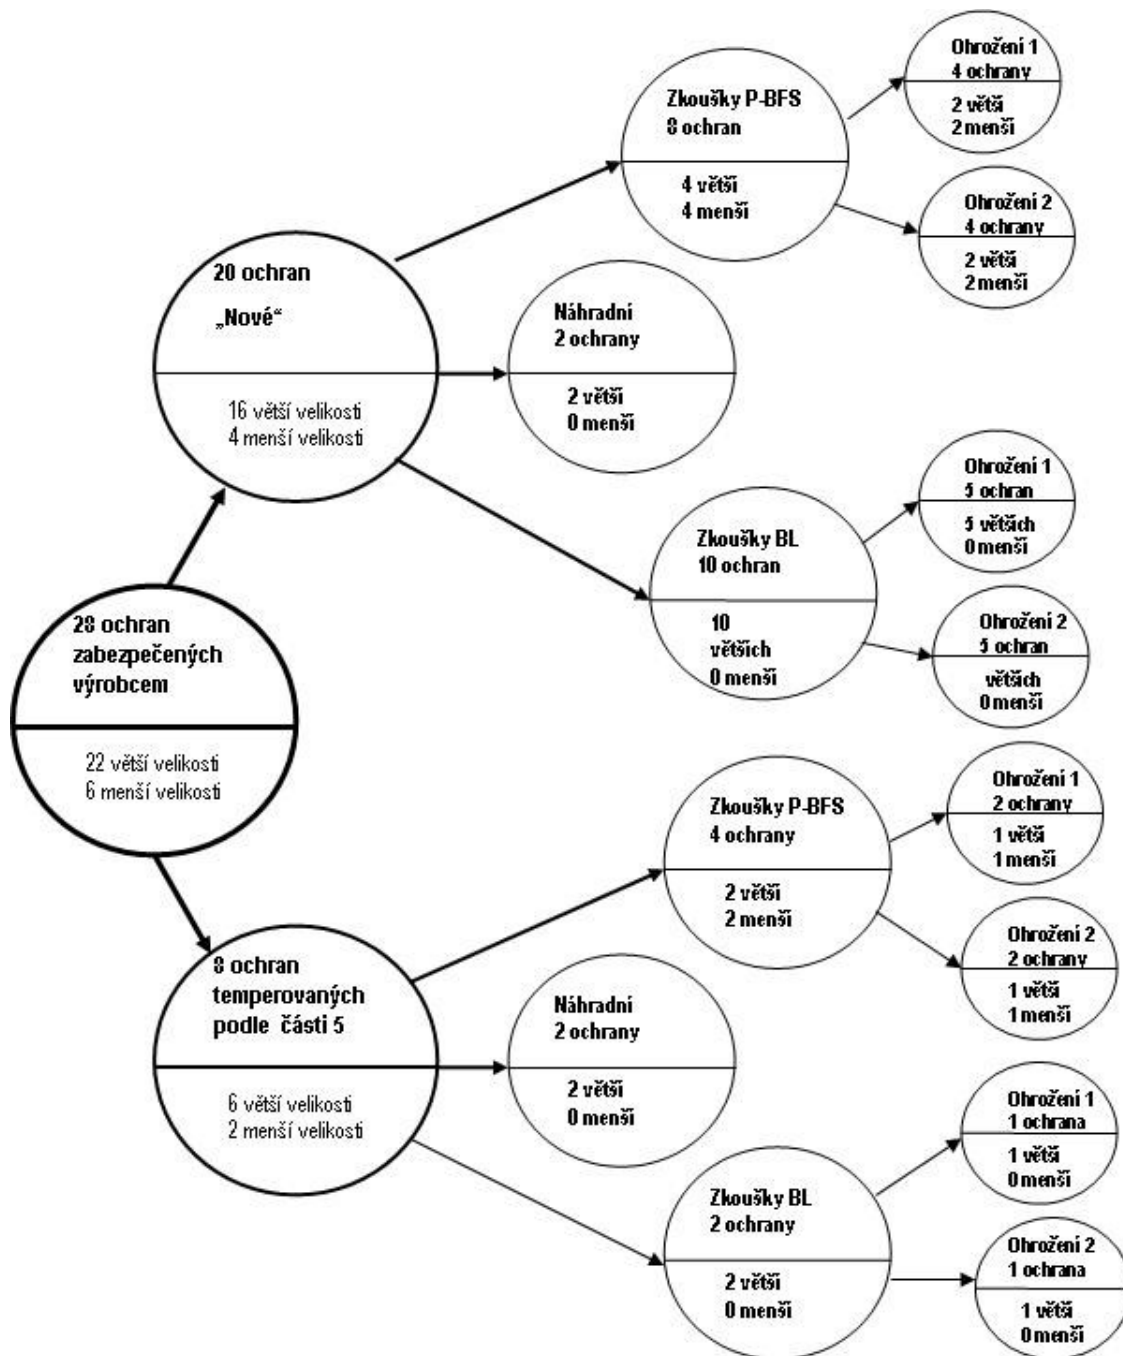 Ohrožení 1
4 ochrany
2 větší
2 menší
Zkoušky P-BFS
8 ochran
4 větší
4 menší
Ohrožení 2
4 ochrany
2 větší
2 menší
20 ochran
„Nové“
16 větší velikosti
4 menší velikosti
Náhradní
2 ochrany
2 větší
0 menší
Ohrožení 1
5 ochran
5 větších
0 menší
Zkoušky BL
10 ochran
10
větších
0 menší
Ohrožení 2
5 ochran
větších
0 menší
28 ochran
zabezpečených
výrobcem
22 větší velikosti
6 menší velikosti
Ohrožení 1
2 ochrany
1 větší
1 menší
Zkoušky P-BFS
4 ochrany
2 větší
2 menší
Ohrožení 2
2 ochrany
1 větší
1 menší
8 ochran
temperovaných
podle části 5
6 větší velikosti
2 menší velikosti
Náhradní
2 ochrany
2 větší
0 menší
Ohrožení 1
1 ochrana
1 větší
0 menší
Zkoušky BL
2 ochrany
2 větší
0 menší
Ohrožení 2
1 ochrana
1 větší
0 menší